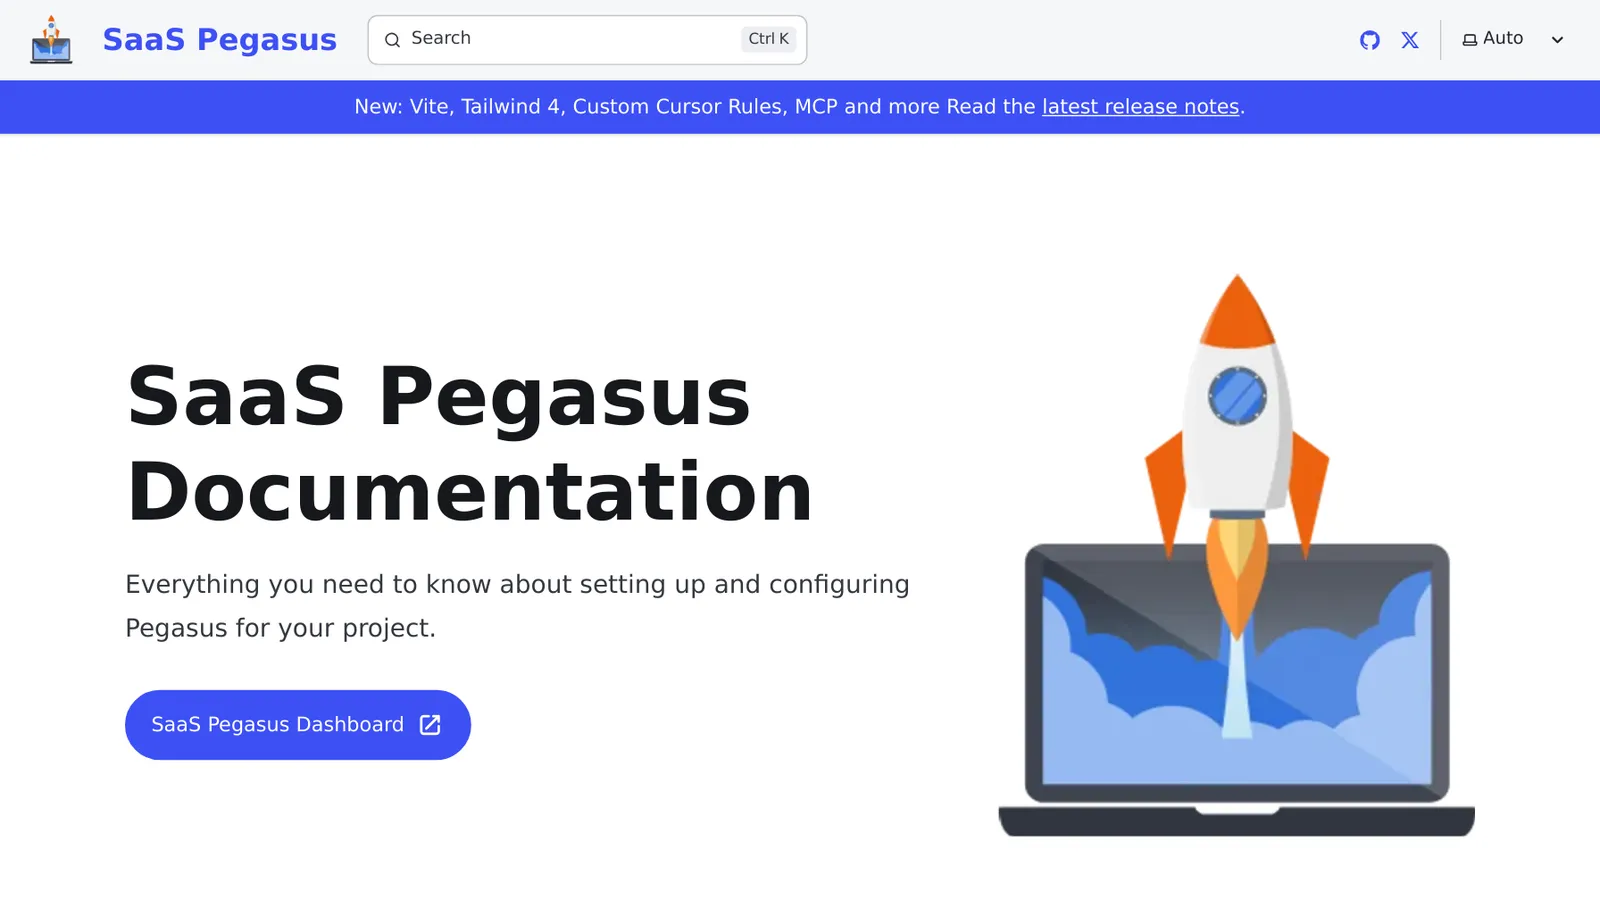 SaaS Pegasus
Search
Ctrl K
Auto
New: Vite, Tailwind 4, Custom Cursor Rules, MCP and more Read the latest release notes.
SaaS Pegasus
Documentation
Everything you need to know about setting up and configuring
Pegasus for your project.
SaaS Pegasus Dashboard